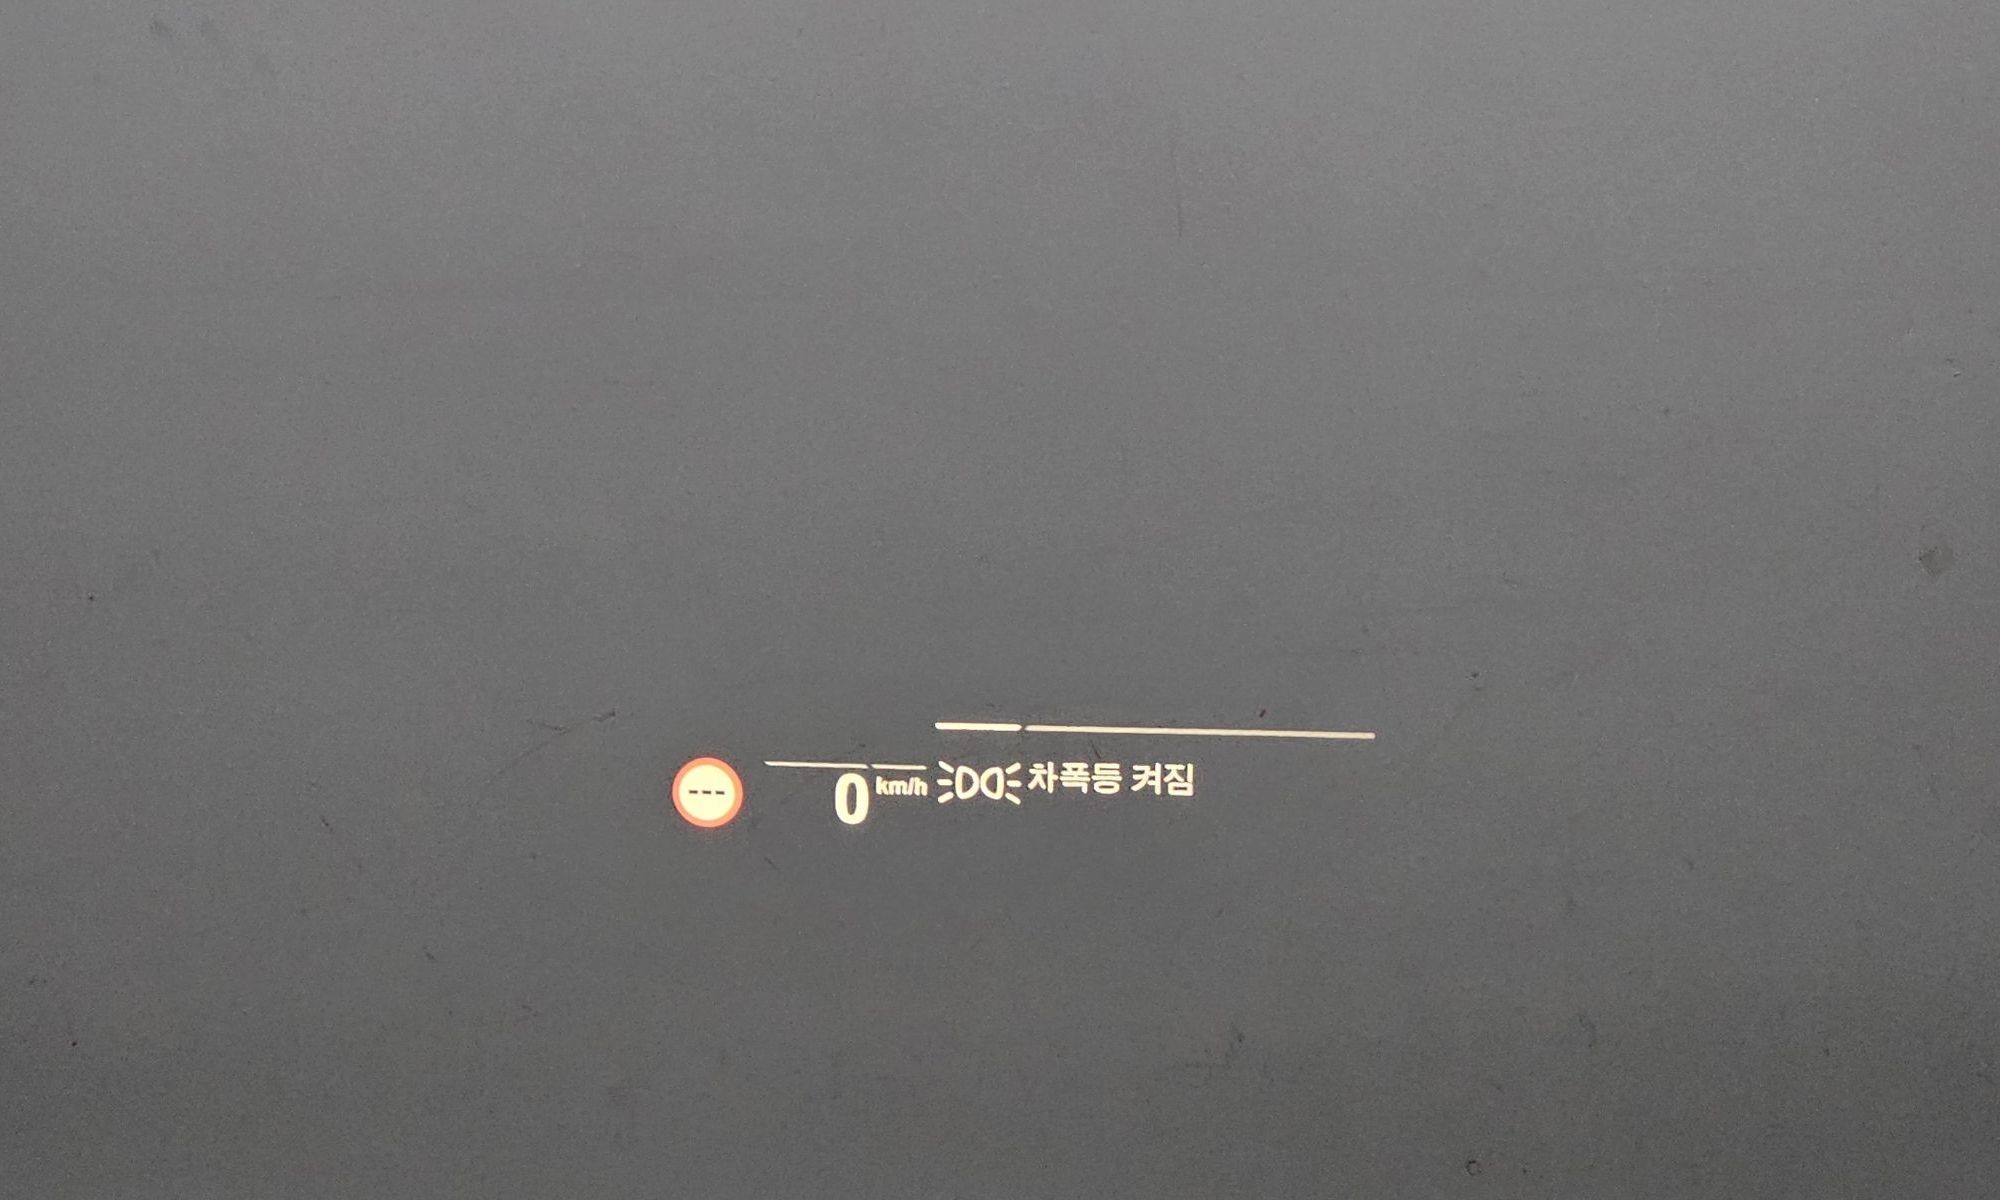 --- 0 km/h 차폭등 켜짐